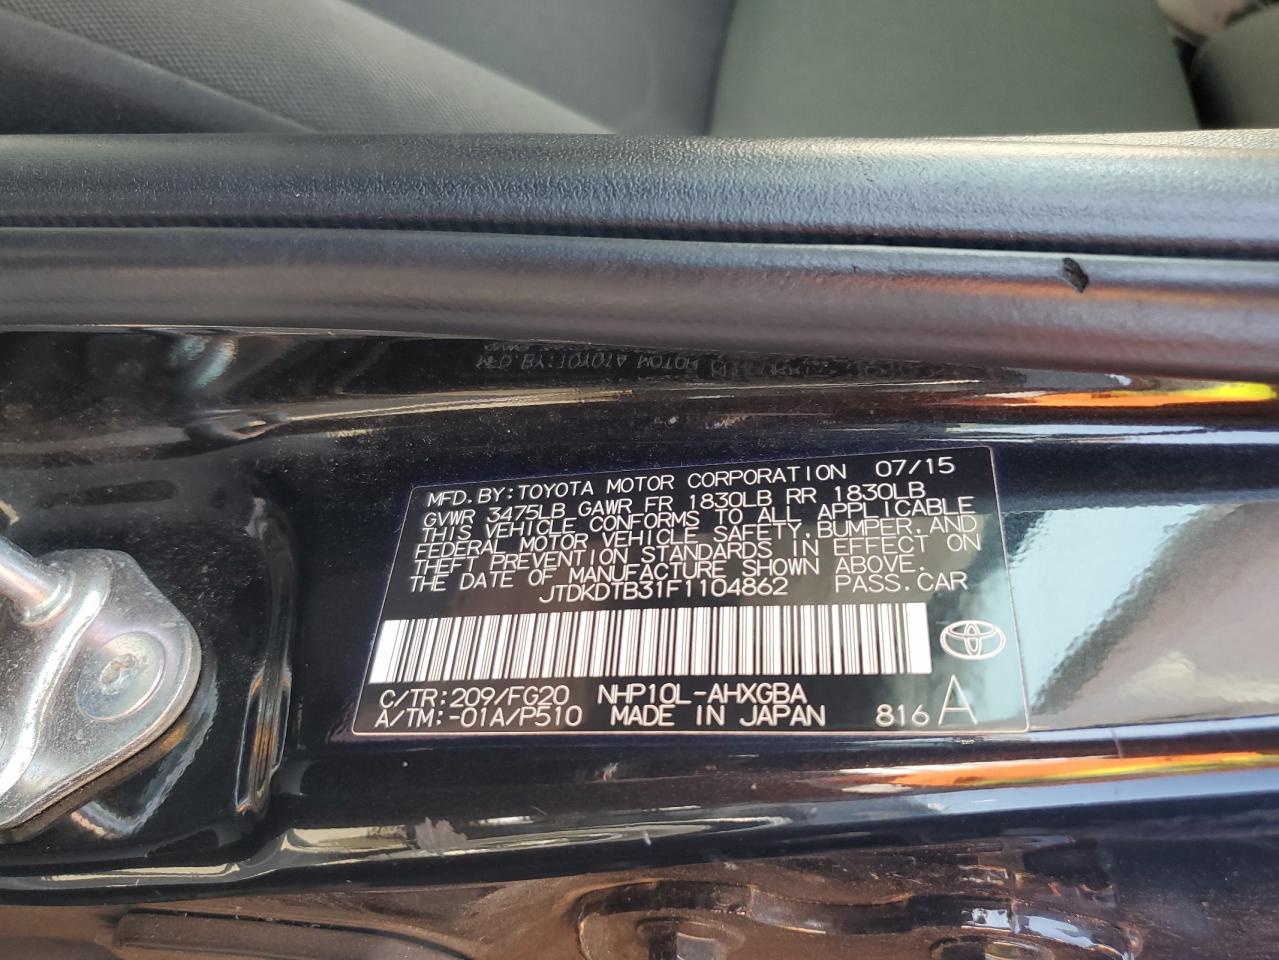 MFD.BY:TOYOTA MOTOR CORPORATION 07/15
GVWR 3475LB GAWR FR 1830LB RR 1830LB
THIS VEHICLE CONFORMS TO ALL APPLICABLE
FEDERAL MOTOR VEHICLE SAFETY,BUMPER,AND
THEFT PREVENTION STANDARDS IN EFFECT ON
THE DATE OF MANUFACTURE SHOWN ABOVE.
JTDKDTB31F1104862 PASS.CAR
C/TR:209/FG20 NHP10L-AHXGBA
A/TM:-01A/P510 MADE IN JAPAN 816 A